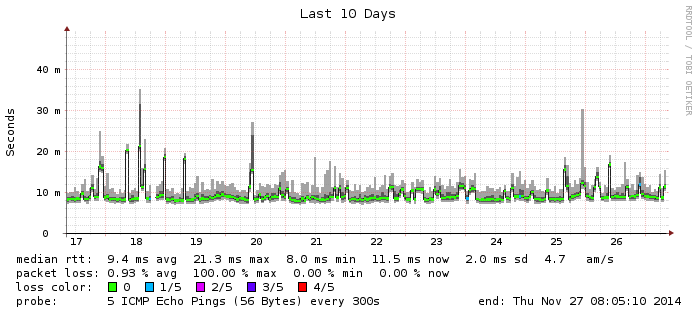 Last 10 Days
RRDTOOL / TOBI OETIKER
Seconds
40 m
30 m
20 m
10 m
0
17 18 19 20 21 22 23 24 25 26
median rtt: 9.4 ms avg 21.3 ms max 8.0 ms min 11.5 ms now 2.0 ms sd 4.7 am/s
packet loss: 0.93 % avg 100.00 % max 0.00 % min 0.00 % now
loss color: 0 1/5 2/5 3/5 4/5
probe: 5 ICMP Echo Pings (56 Bytes) every 300s end: Thu Nov 27 08:05:10 2014